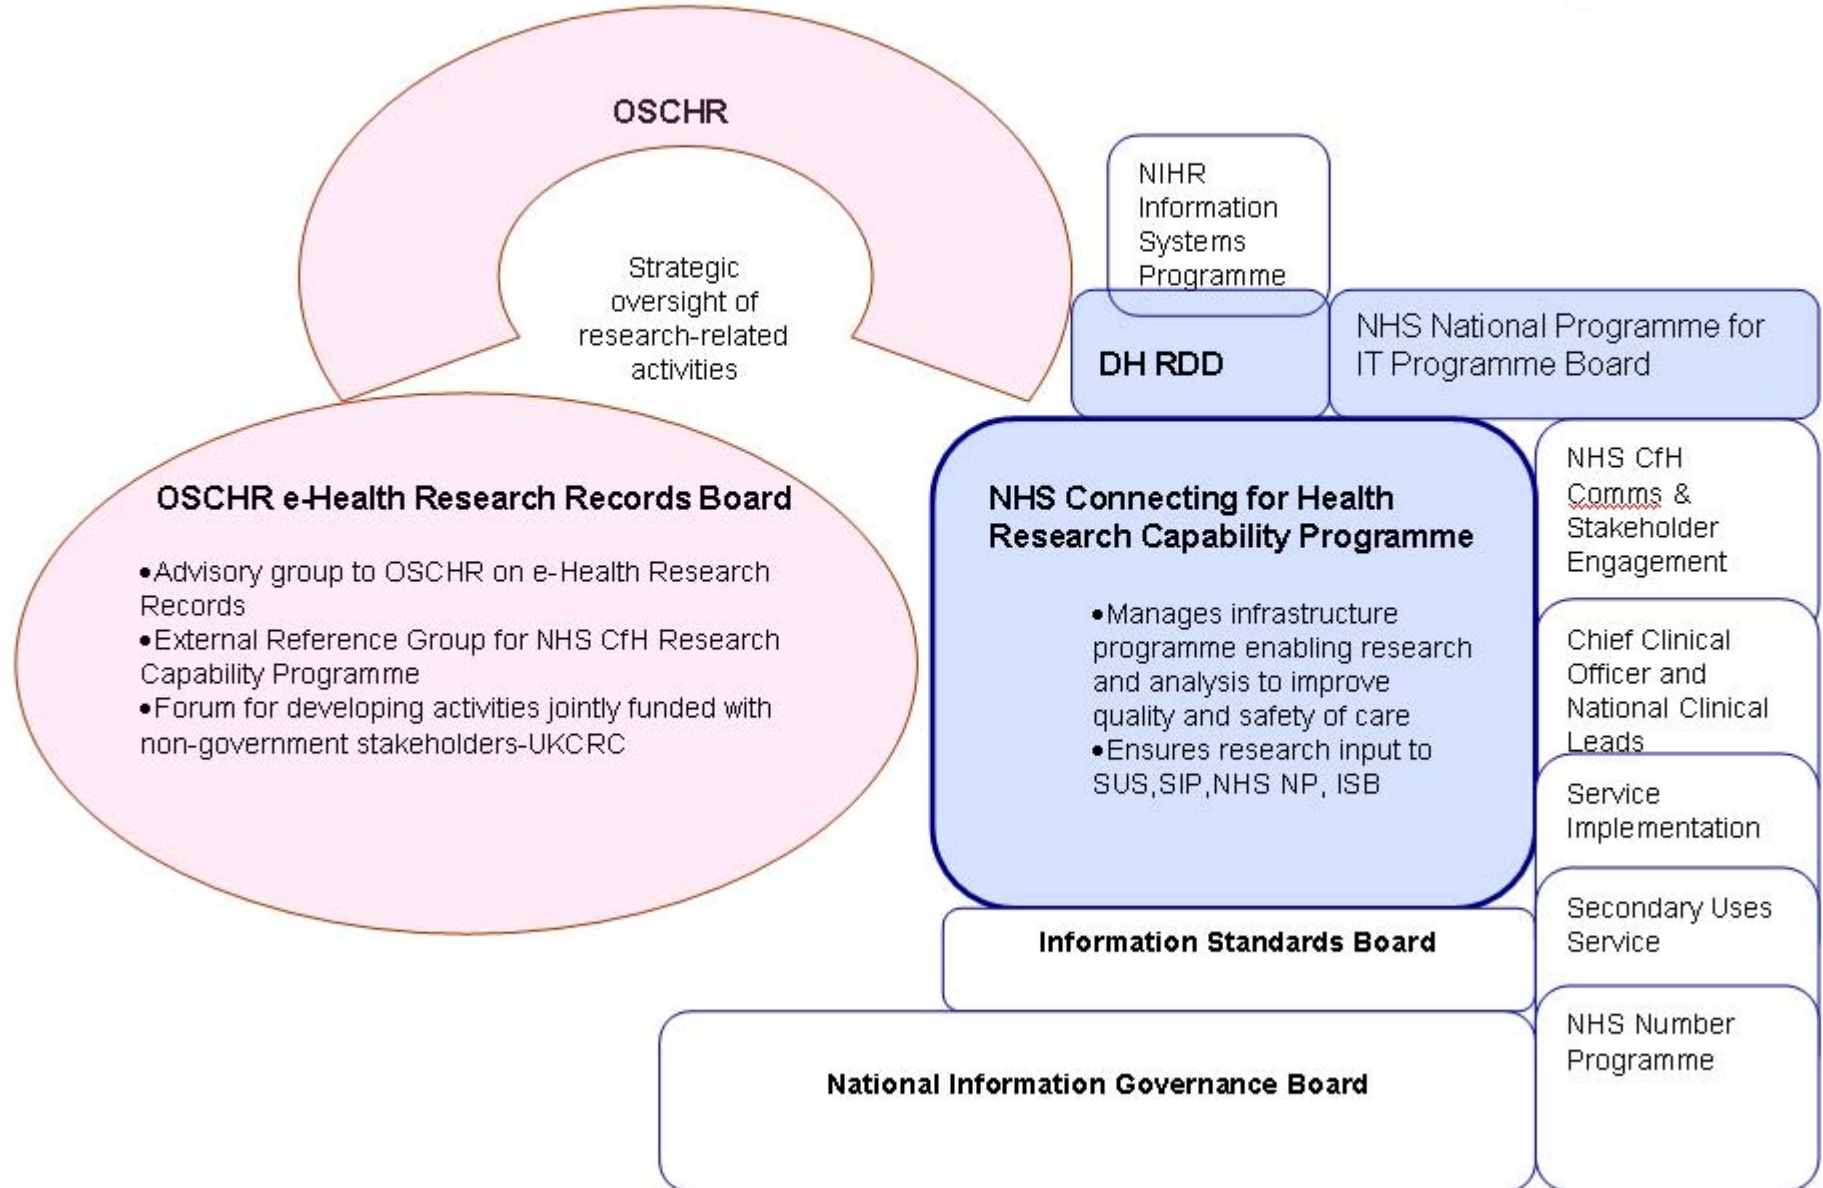 OSCHR
Strategic
oversight of
research-related
activities
NIHR
Information
Systems
Programme
DH RDD
NHS National Programme for
IT Programme Board
OSCHR e-Health Research Records Board
•Advisory group to OSCHR on e-Health Research
Records
•External Reference Group for NHS CfH Research
Capability Programme
•Forum for developing activities jointly funded with
non-government stakeholders-UKCRC
NHS Connecting for Health
Research Capability Programme
•Manages infrastructure
programme enabling research
and analysis to improve
quality and safety of care
•Ensures research input to
SUS,SIP,NHS NP, ISB
NHS CfH
Comms &
Stakeholder
Engagement
Chief Clinical
Officer and
National Clinical
Leads
Service
Implementation
Secondary Uses
Service
NHS Number
Programme
Information Standards Board
National Information Governance Board